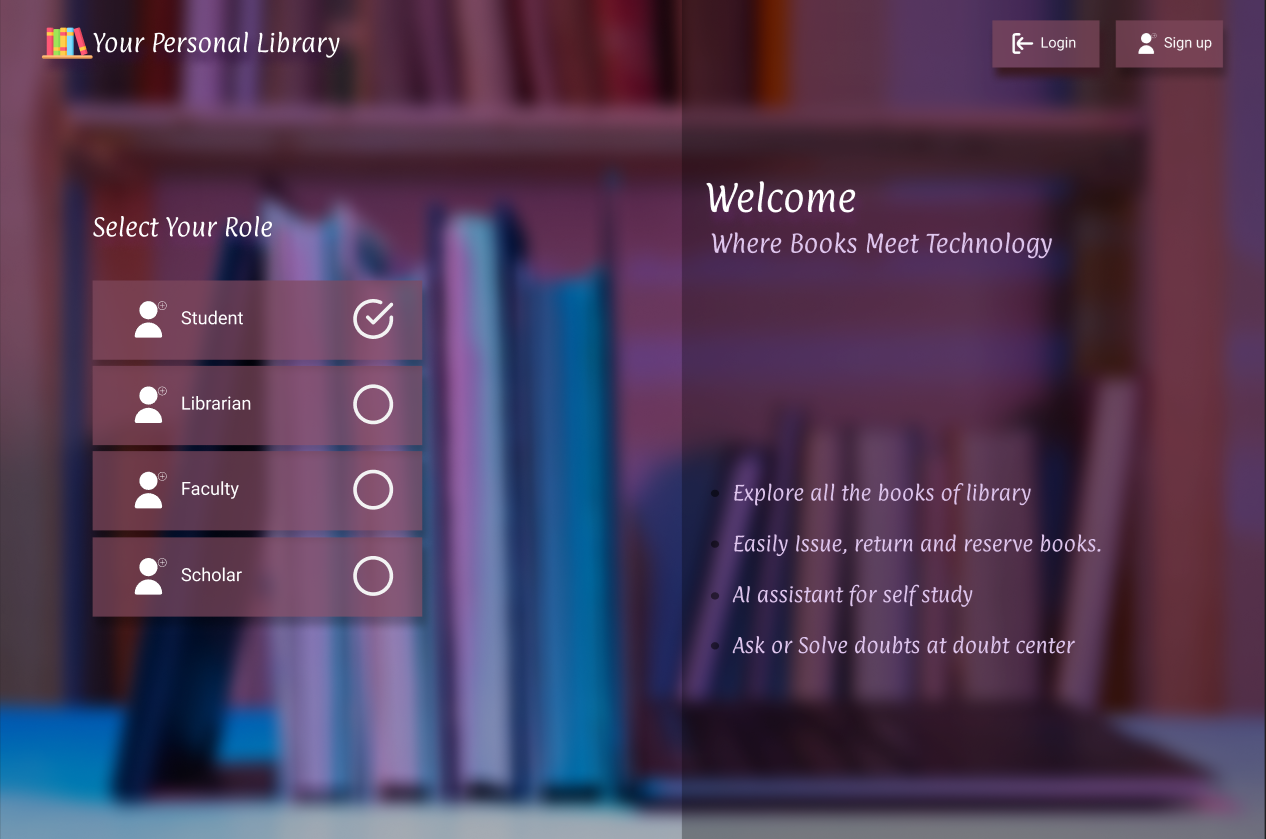 Your Personal Library
Login
Sign up
Select Your Role
Student
Librarian
Faculty
Scholar
Welcome
Where Books Meet Technology
Explore all the books of library
Easily Issue, return and reserve books.
AI assistant for self study
Ask or Solve doubts at doubt center